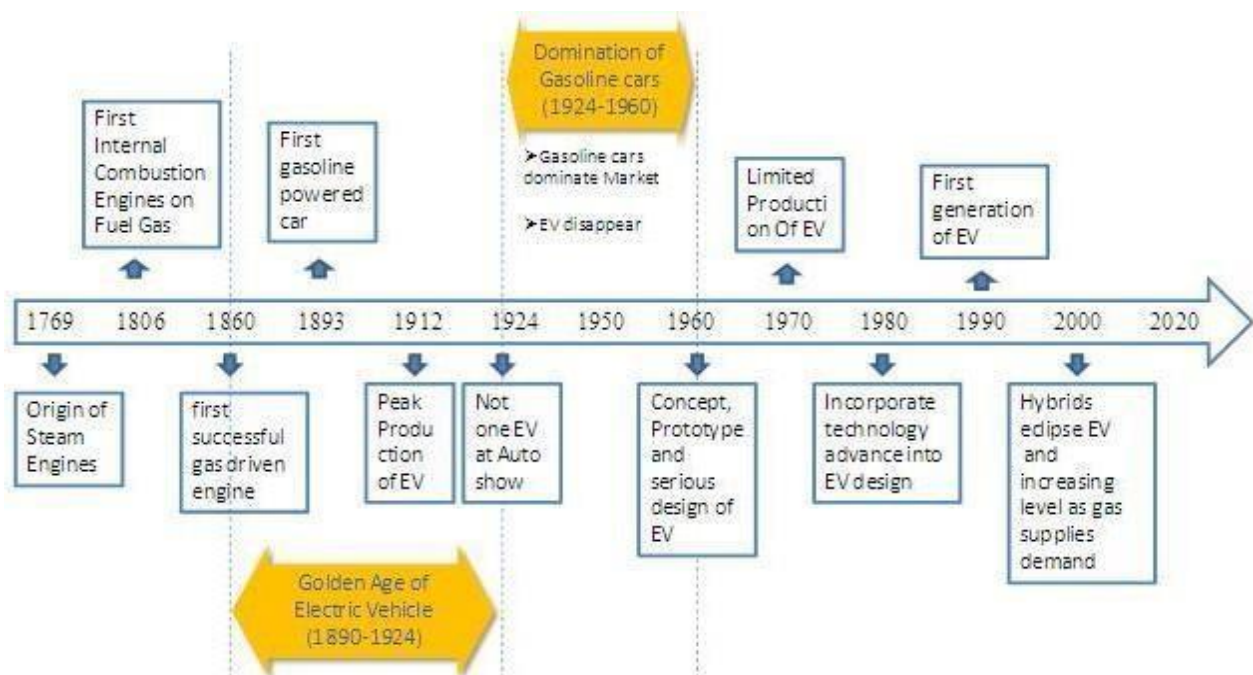 Domination of
Gasoline cars
(1924-1960)
First
Internal
Combustion
Engines on
Fuel Gas
First
gasoline
powered
car
➢Gasoline cars
dominate Market
➢EV disappear
Limited
Producti
on Of EV
First
generation
of EV
1769 1806 1860 1893 1912 1924 1950 1960 1970 1980 1990 2000 2020
Origin of
Steam
Engines
first
successful
gas driven
engine
Peak
Produ
ction
of EV
Not
one EV
at Auto
show
Concept,
Prototype
and
serious
design of
EV
Incorporate
technology
advance into
EV design
Hybrids
eclipse EV
and
increasing
level as gas
supplies
demand
Golden Age of
Electric Vehicle
(1890-1924)